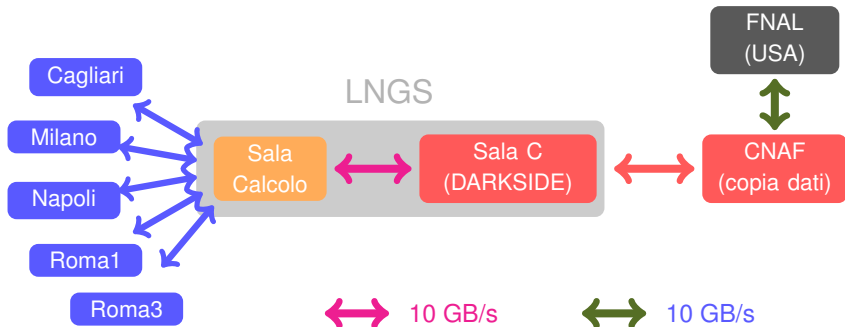 FNAL
(USA)
Cagliari
LNGS
Milano
Sala
Calcolo
Sala C
(DARKSIDE)
CNAF
(copia dati)
Napoli
Roma1
Roma3
10 GB/s
10 GB/s